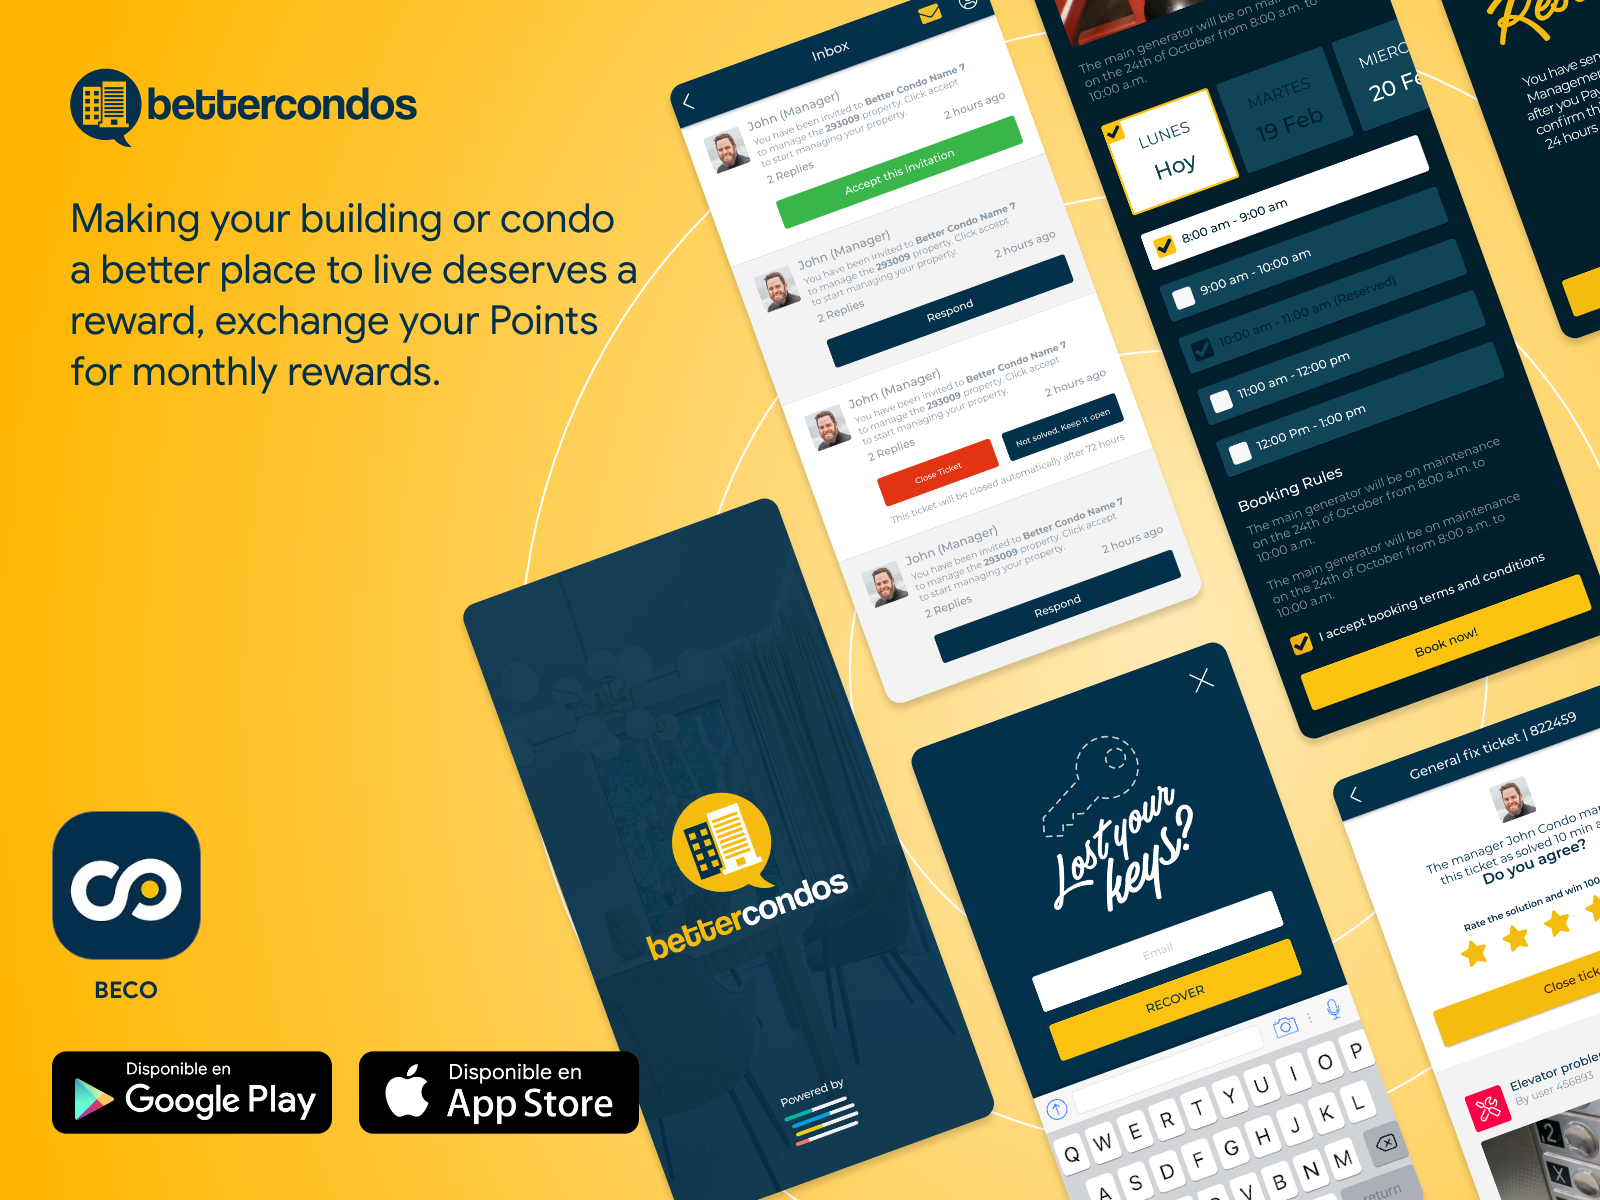 bettercondos
Making your building or condo
a better place to live deserves a
reward, exchange your Points
for monthly rewards.
BECO
Disponible en
Google Play
Disponible en
App Store
Inbox
John (Manager)
You have been invited to Better Condo Name 7
to manage the 293009 property. Click accept
to start managing your property.
2 Replies
2 hours ago
Accept this invitation
John (Manager)
You have been invited to Better Condo Name 7
to manage the 293009 property. Click accept
to start managing your property.
2 Replies
2 hours ago
Respond
John (Manager)
You have been invited to Better Condo Name 7
to manage the 293009 property. Click accept
to start managing your property.
2 Replies
2 hours ago
Close Ticket
Not solved, Keep it open
This ticket will be closed automatically after 72 hours
John (Manager)
You have been invited to Better Condo Name 7
to manage the 293009 property. Click accept
to start managing your property.
2 Replies
2 hours ago
Respond
bettercondos
Powered by
The main generator will be on
on the 24th of October from 8:00 a.m. to
10:00 a.m.
LUNES
Hoy
MARTES
19 Feb
MIERC
20 Fe
8:00 am - 9:00 am
9:00 am - 10:00 am
10:00 am - 11:00 am (Reserved)
11:00 am - 12:00 pm
12:00 Pm - 1:00 pm
Booking Rules
The main generator will be on maintenance
on the 24th of October from 8:00 a.m. to
10:00 a.m.
The main generator will be on maintenance
on the 24th of October from 8:00 a.m. to
10:00 a.m.
I accept booking terms and conditions
Book now!
You have sen
Management
after you Pay
confirm th
24 hours
Lost your
keys?
Email
RECOVER
Q W E R T Y U I O P
A S D F G H J K L
V B N M
return
General fix ticket | 822459
The manager John Condo mar
this ticket as solved 10 min a
Do you agree?
Rate the solution and win 100
Close tick
Elevator proble
By user 456893
2
X